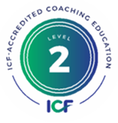 ICF-ACCREDITED COACHING EDUCATION
LEVEL
2
ICF